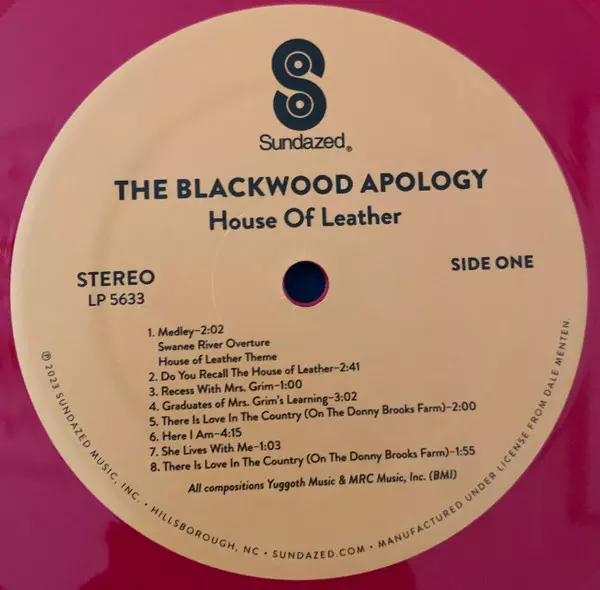 Sundazed®
THE BLACKWOOD APOLOGY
House Of Leather
STEREO
LP 5633
SIDE ONE
1. Medley–2:02
Swanee River Overture
House of Leather Theme
2. Do You Recall The House of Leather–2:41
3. Recess With Mrs. Grim–1:00
4. Graduates of Mrs. Grim's Learning–3:02
5. There Is Love In The Country (On The Donny Brooks Farm)–2:00
6. Here I Am–4:15
7. She Lives With Me–1:03
8. There Is Love In The Country (On The Donny Brooks Farm)–1:55
All compositions Yuggoth Music & MRC Music, Inc. (BMI)
℗ 2023 SUNDAZED MUSIC, INC. • HILLSBOROUGH, NC • SUNDAZED.COM • MANUFACTURED UNDER LICENSE FROM DALE MENTEN.